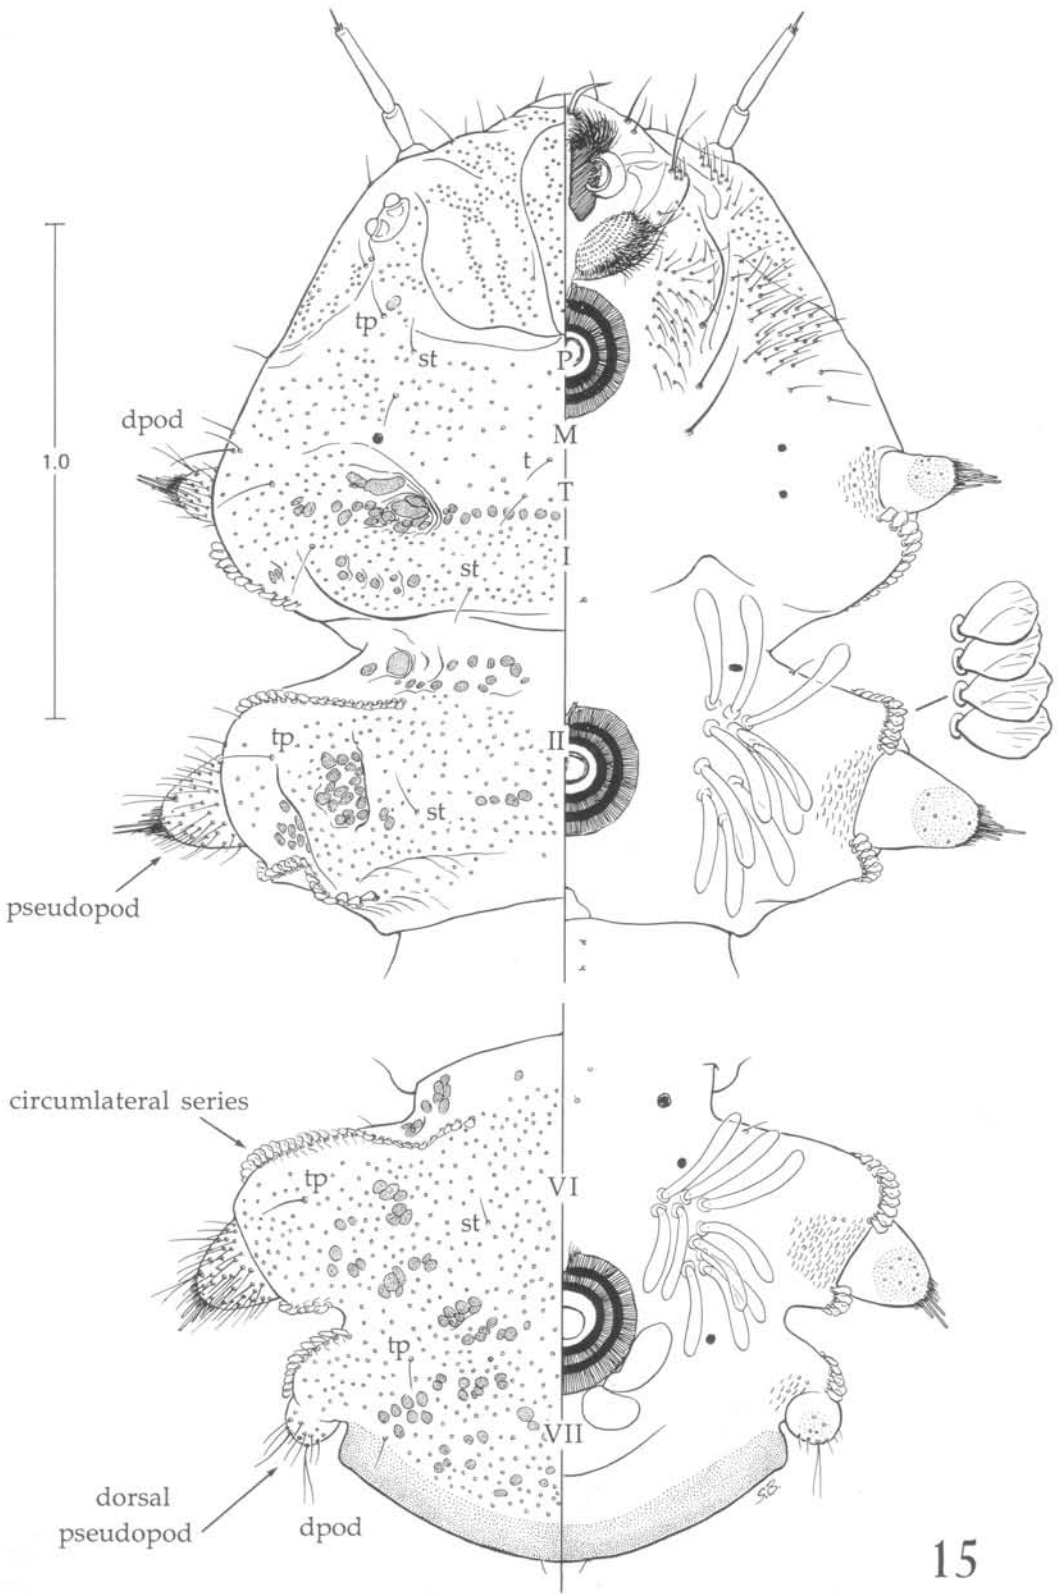 tp
st
P
dpod
M
1.0
t
T
I
st
tp
II
st
pseudopod
circumlateral series
tp
VI
st
tp
VII
dorsal
pseudopod
dpod
S.B.
15